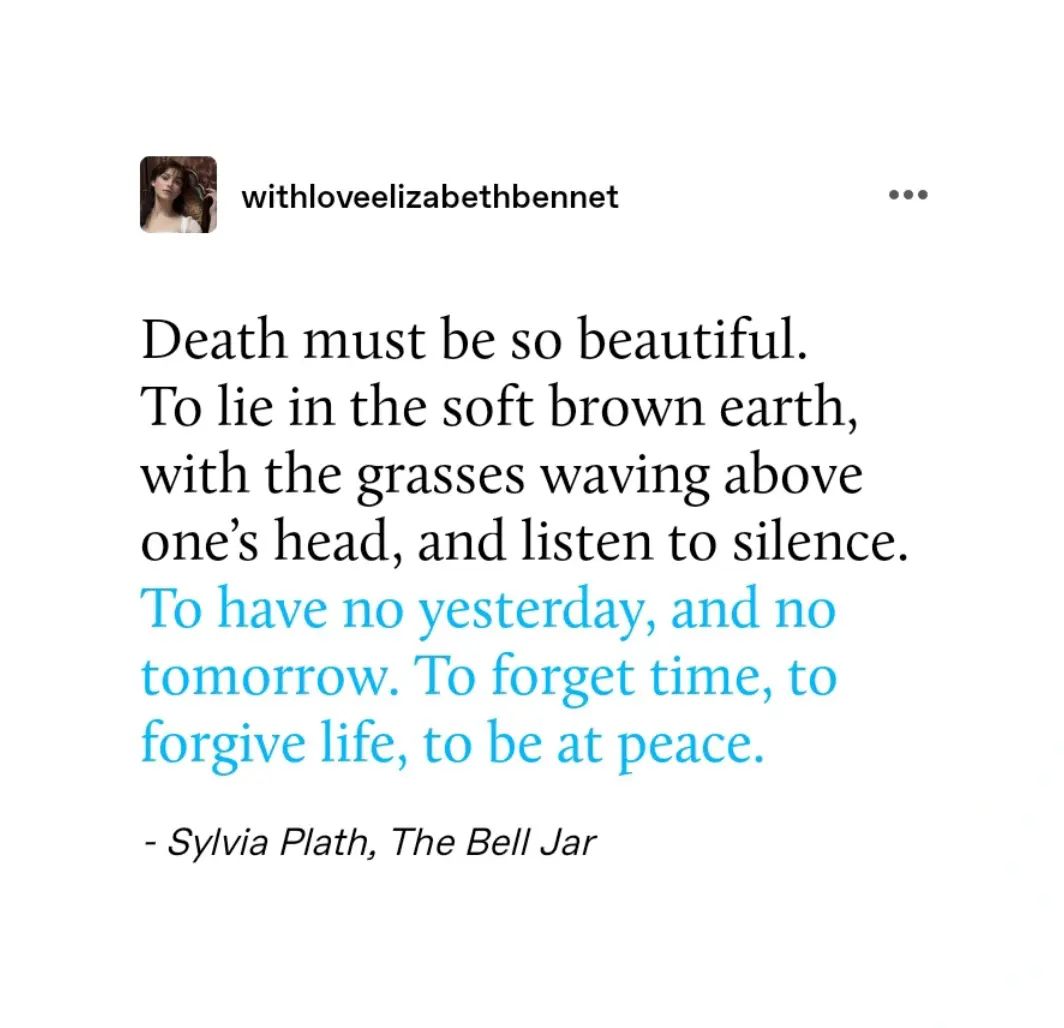 withloveelizabethbennet
Death must be so beautiful.
To lie in the soft brown earth,
with the grasses waving above
one’s head, and listen to silence.
To have no yesterday, and no
tomorrow. To forget time, to
forgive life, to be at peace.
- Sylvia Plath, The Bell Jar